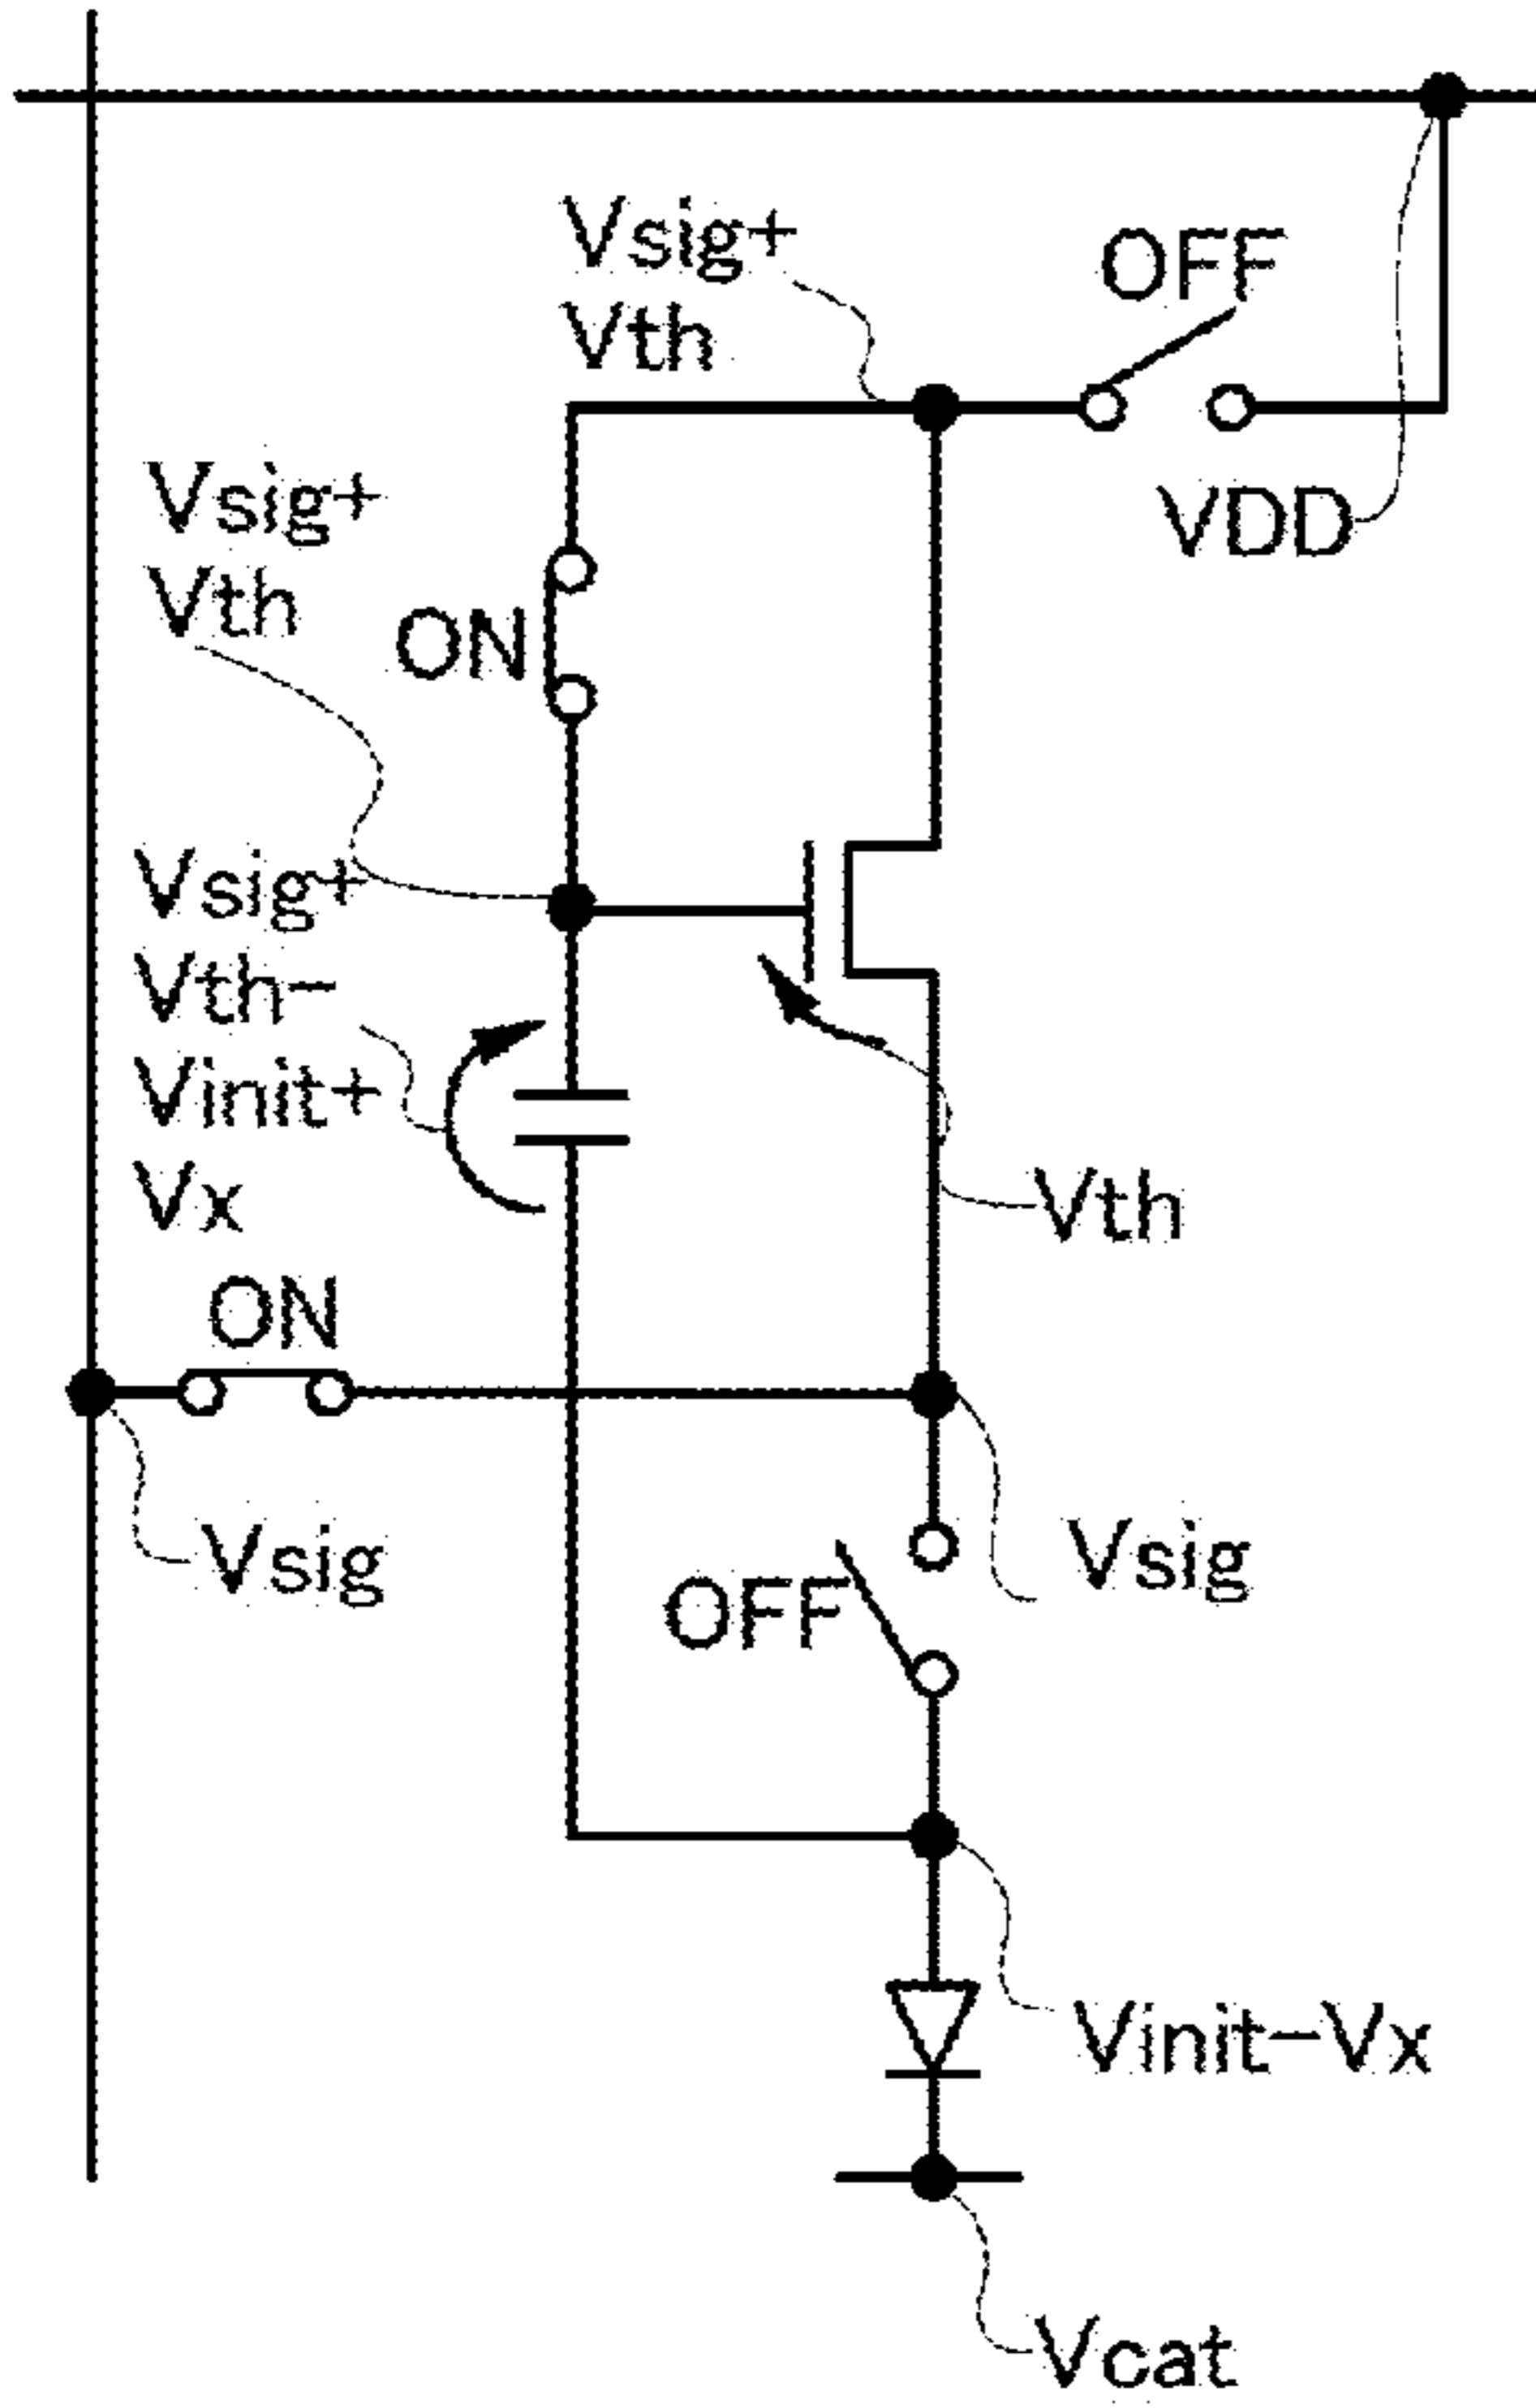 Vsig+
Vth
OFF
Vsig+
Vth
VDD
ON
Vsig+
Vth−
Vinit+
Vx
Vth
ON
Vsig
Vsig
OFF
Vinit−Vx
Vcat